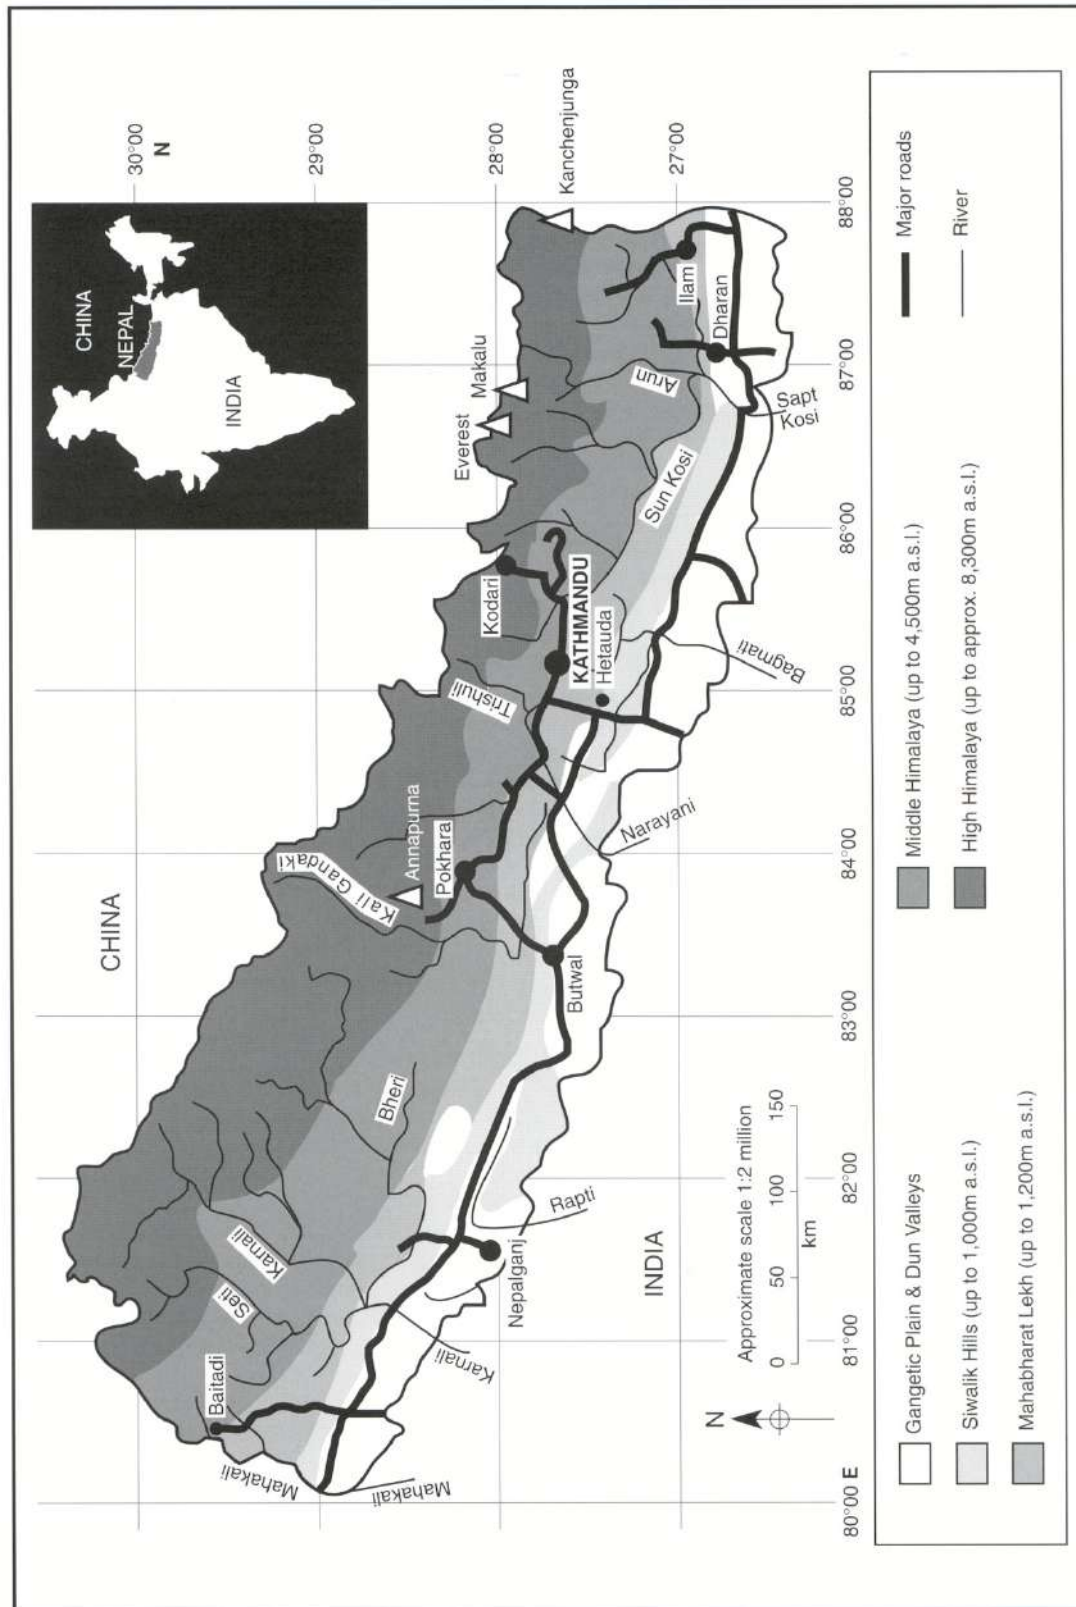 CHINA
NEPAL
INDIA
30°00
N
29°00
28°00
27°00
CHINA
Baitadi
Mahakali
Mahakali
Seti
Karnali
Karnali
Bheri
Nepalganj
Rapti
Kali Gandaki
Annapurna
Pokhara
Butwal
Narayani
Trishuli
Kodari
KATHMANDU
Hetauda
Bagmati
Everest
Makalu
Sun Kosi
Arun
Sapt
Kosi
Dharan
Ilam
Kanchenjunga
INDIA
N
Approximate scale 1:2 million
0
50
100
150
km
80°00 E
81°00
82°00
83°00
84°00
85°00
86°00
87°00
88°00
Gangetic Plain & Dun Valleys
Siwalik Hills (up to 1,000m a.s.l.)
Mahabharat Lekh (up to 1,200m a.s.l.)
Middle Himalaya (up to 4,500m a.s.l.)
High Himalaya (up to approx. 8,300m a.s.l.)
Major roads
River